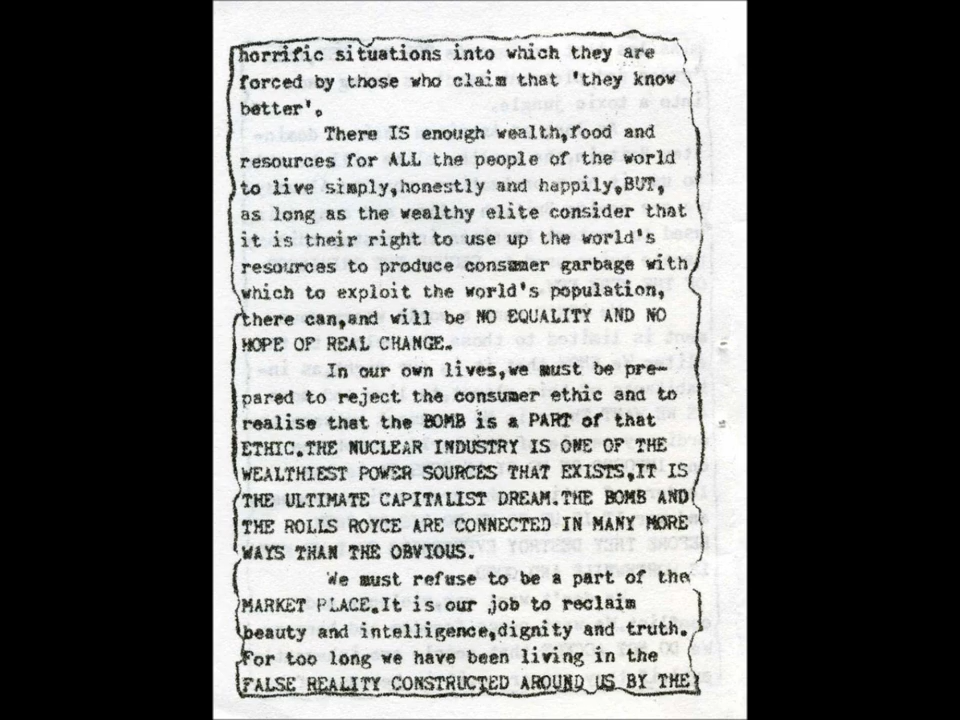 horrific situations into which they are
forced by those who claim that 'they know
better'.
There IS enough wealth,food and
resources for ALL the people of the world
to live simply,honestly and happily,BUT,
as long as the wealthy elite consider that
it is their right to use up the world's
resources to produce consumer garbage with
which to exploit the world's population,
there can,and will be NO EQUALITY AND NO
HOPE OF REAL CHANGE.
In our own lives,we must be pre-
pared to reject the consumer ethic and to
realise that the BOMB is a PART of that
ETHIC.THE NUCLEAR INDUSTRY IS ONE OF THE
WEALTHIEST POWER SOURCES THAT EXISTS,IT IS
THE ULTIMATE CAPITALIST DREAM.THE BOMB AND
THE ROLLS ROYCE ARE CONNECTED IN MANY MORE
WAYS THAN THE OBVIOUS.
We must refuse to be a part of the
MARKET PLACE.It is our job to reclaim
beauty and intelligence,dignity and truth.
For too long we have been living in the
FALSE REALITY CONSTRUCTED AROUND US BY THE